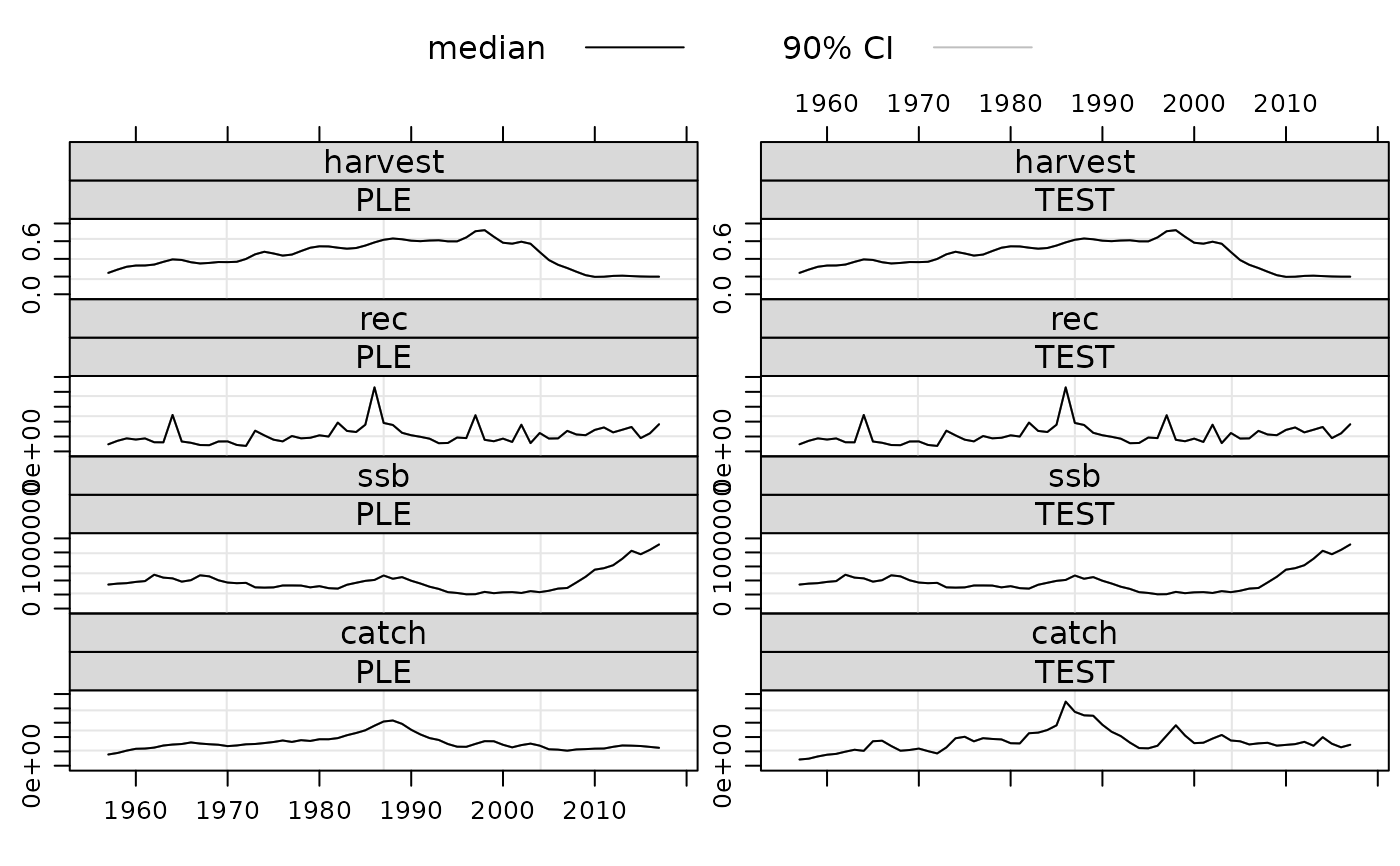 median 90% CI
1960 1970 1980 1990 2000 2010
harvest harvest
PLE TEST
0.0 0.6 0.0 0.6
rec rec
PLE TEST
0e+00 0e+00
ssb ssb
PLE TEST
0 1000000 0 1000000
catch catch
PLE TEST
0e+00 0e+00
1960 1970 1980 1990 2000 2010